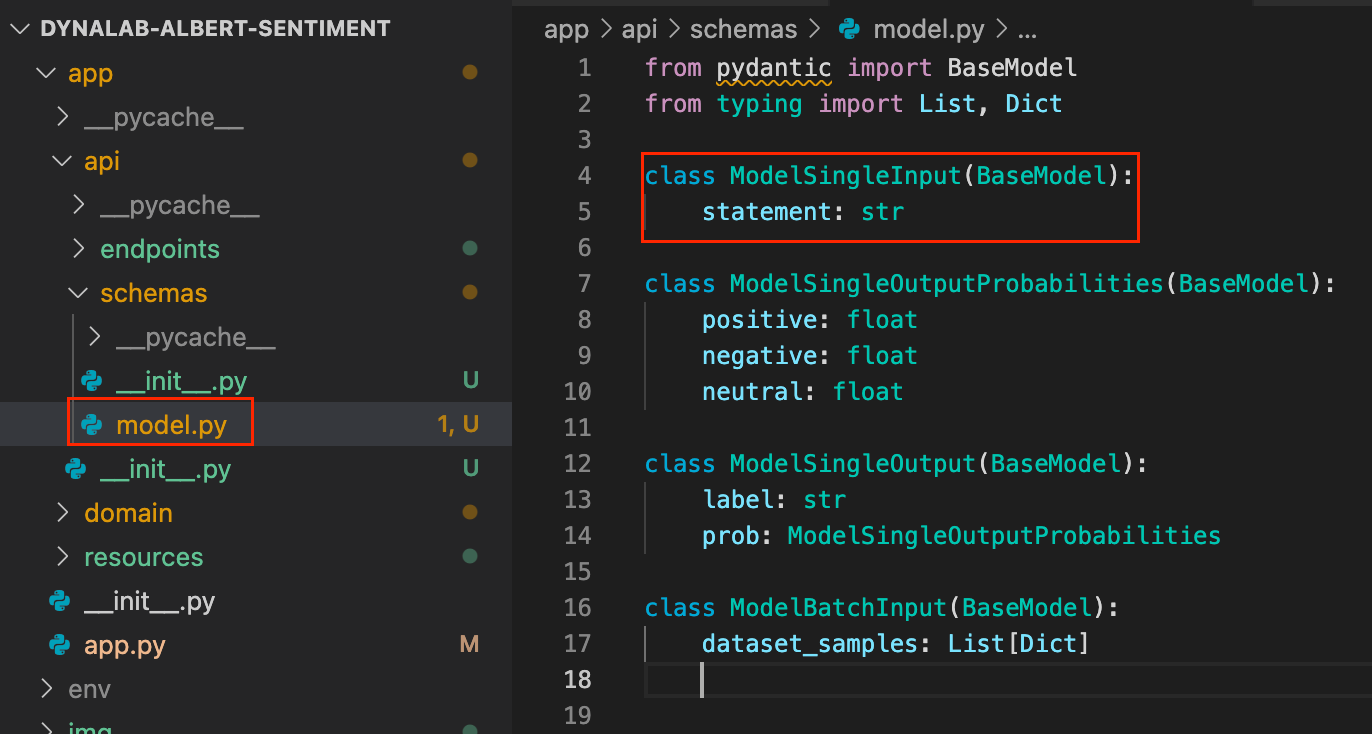 DYNALAB-ALBERT-SENTIMENT
app
__pycache__
api
__pycache__
endpoints
schemas
__pycache__
__init__.py U
model.py 1, U
__init__.py U
domain
resources
__init__.py
app.py M
env
img
app > api > schemas > model.py > ...
1 from pydantic import BaseModel
2 from typing import List, Dict
3
4 class ModelSingleInput(BaseModel):
5 statement: str
6
7 class ModelSingleOutputProbabilities(BaseModel):
8 positive: float
9 negative: float
10 neutral: float
11
12 class ModelSingleOutput(BaseModel):
13 label: str
14 prob: ModelSingleOutputProbabilities
15
16 class ModelBatchInput(BaseModel):
17 dataset_samples: List[Dict]
18
19